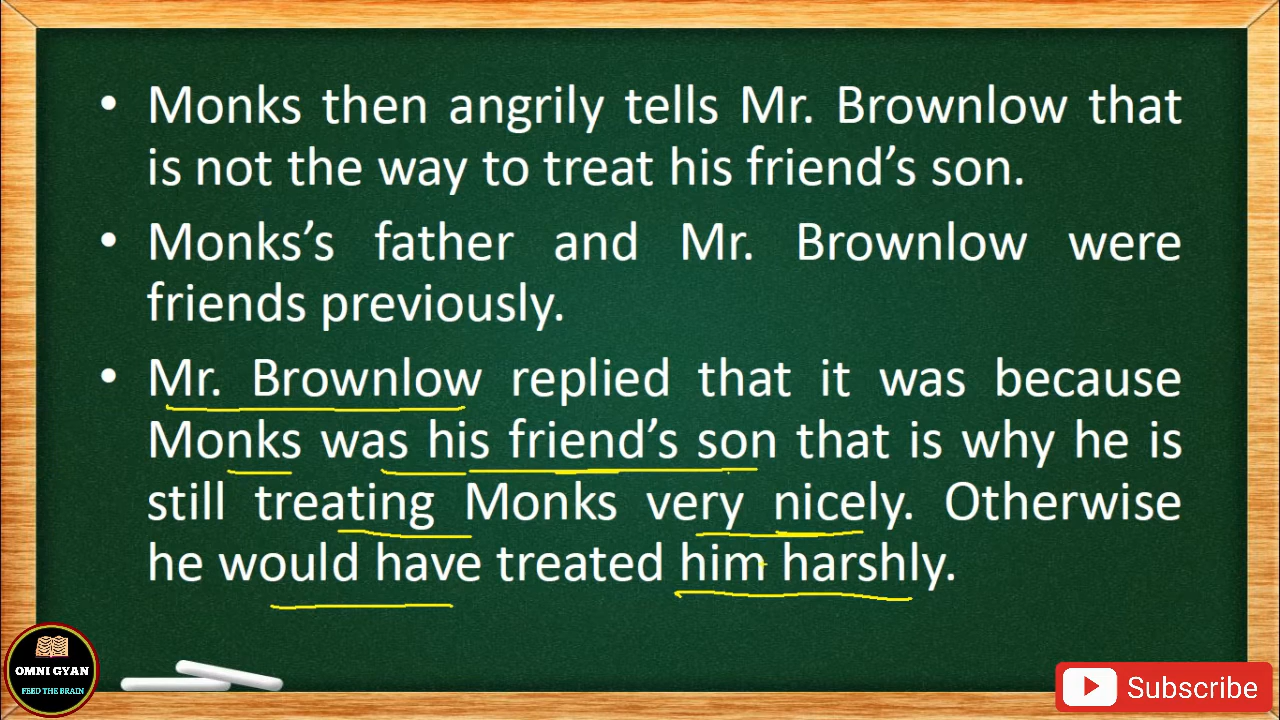 • Monks then angrily tells Mr. Brownlow that
is not the way to treat his friend’s son.
• Monks’s father and Mr. Brownlow were
friends previously.
• Mr. Brownlow replied that it was because
Monks was his friend’s son that is why he is
still treating Monks very nicely. Otherwise
he would have treated him harshly.
OMNI GYAN
FEED THE BRAIN
Subscribe